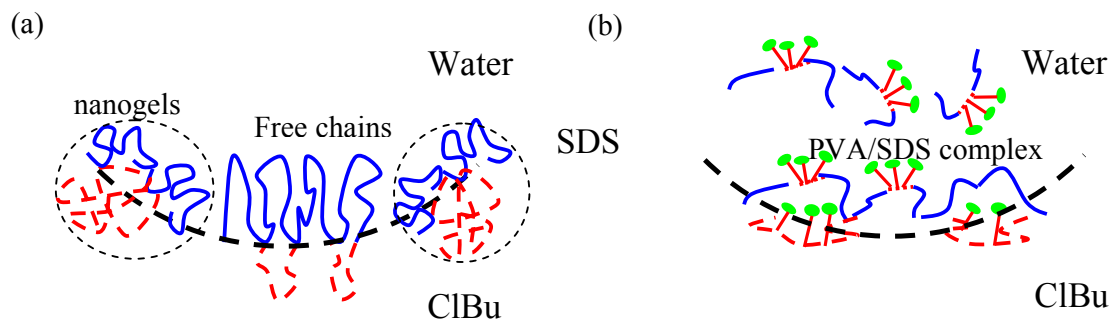 (a)
Water
nanogels
Free chains
ClBu
SDS
(b)
Water
PVA/SDS complex
ClBu